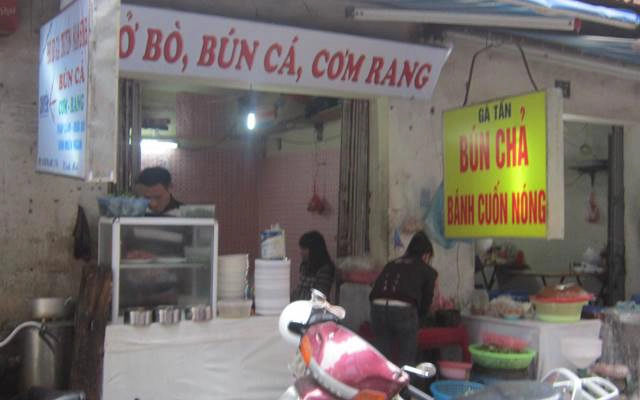 Ở BÒ, BÚN CÁ, CƠM RANG
BÚN CÁ
CƠM - RANG
GÀ TẦN
BÚN CHẢ
BÁNH CUỐN NÓNG